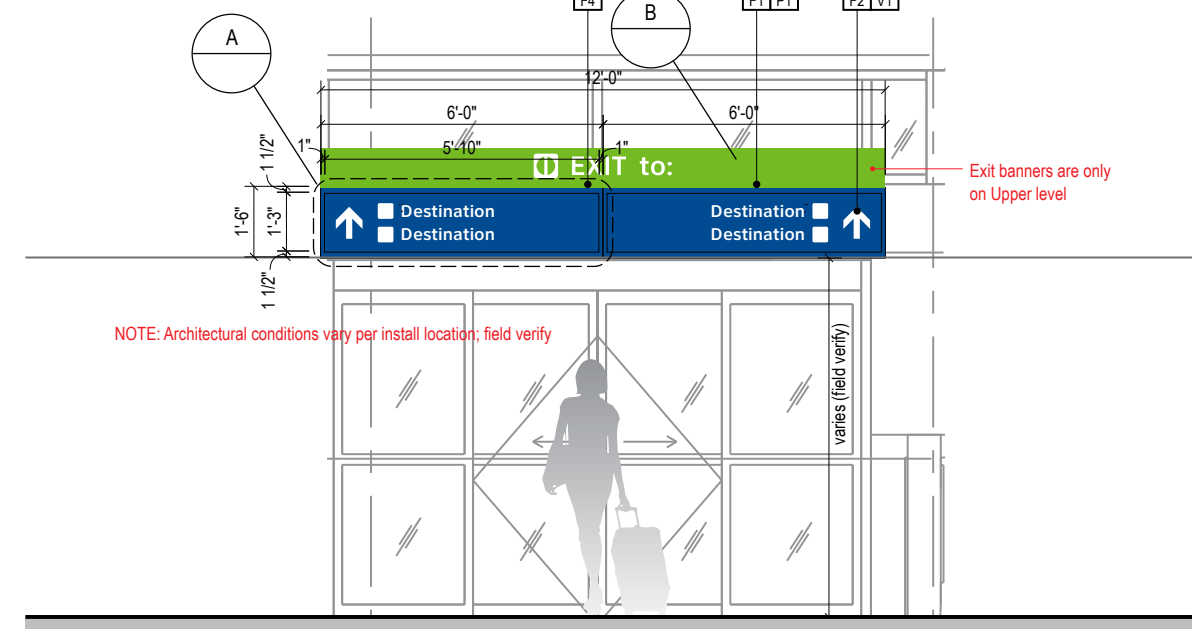 F4
F1 P1
F2 V1
A
B
12'-0"
6'-0"
6'-0"
1"
5'-10"
1"
EXIT to:
Exit banners are only
on Upper level
1 1/2"
1'-6"
1'-3"
1 1/2"
Destination
Destination
Destination
Destination
NOTE: Architectural conditions vary per install location; field verify
varies (field verify)